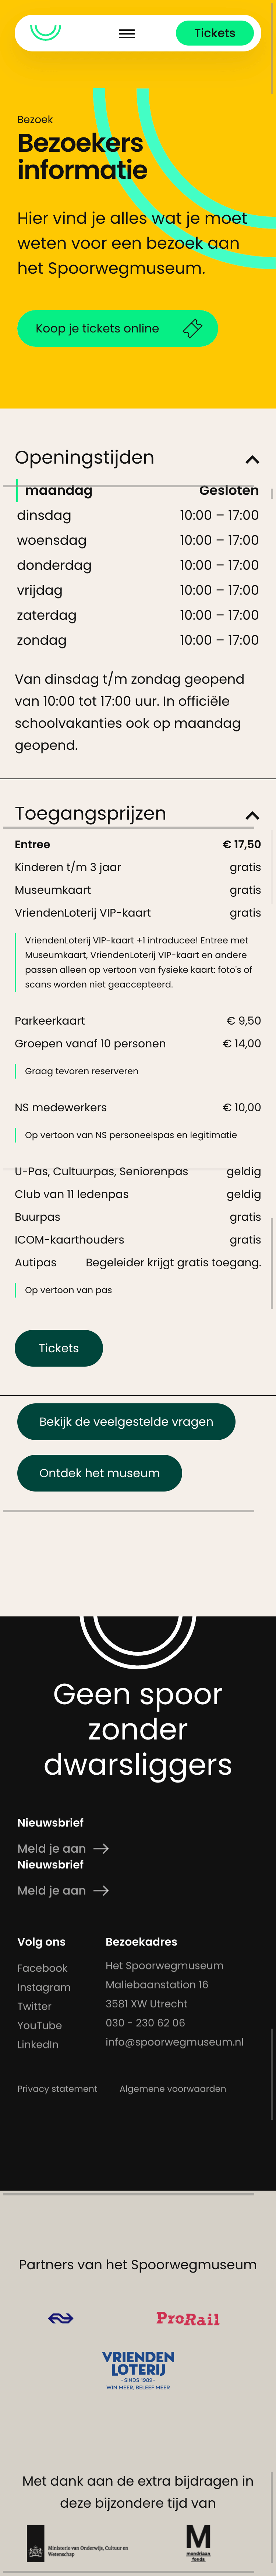 Tickets
Bezoek
Bezoekers
informatie
Hier vind je alles wat je moet
weten voor een bezoek aan
het Spoorwegmuseum.
Koop je tickets online
Openingstijden
maandag Gesloten
dinsdag 10:00 – 17:00
woensdag 10:00 – 17:00
donderdag 10:00 – 17:00
vrijdag 10:00 – 17:00
zaterdag 10:00 – 17:00
zondag 10:00 – 17:00
Van dinsdag t/m zondag geopend
van 10:00 tot 17:00 uur. In officiële
schoolvakanties ook op maandag
geopend.
Toegangsprijzen
Entree € 17,50
Kinderen t/m 3 jaar gratis
Museumkaart gratis
VriendenLoterij VIP-kaart gratis
VriendenLoterij VIP-kaart +1 introducee! Entree met
Museumkaart, VriendenLoterij VIP-kaart en andere
passen alleen op vertoon van fysieke kaart: foto's of
scans worden niet geaccepteerd.
Parkeerkaart € 9,50
Groepen vanaf 10 personen € 14,00
Graag tevoren reserveren
NS medewerkers € 10,00
Op vertoon van NS personeelspas en legitimatie
U-Pas, Cultuurpas, Seniorenpas geldig
Club van 11 ledenpas geldig
Buurpas gratis
ICOM-kaarthouders gratis
Autipas Begeleider krijgt gratis toegang.
Op vertoon van pas
Tickets
Bekijk de veelgestelde vragen
Ontdek het museum
Geen spoor
zonder
dwarsliggers
Nieuwsbrief
Meld je aan
Nieuwsbrief
Meld je aan
Volg ons
Facebook
Instagram
Twitter
YouTube
LinkedIn
Bezoekadres
Het Spoorwegmuseum
Maliebaanstation 16
3581 XW Utrecht
030 - 230 62 06
info@spoorwegmuseum.nl
Privacy statement Algemene voorwaarden
Partners van het Spoorwegmuseum
ProRail
VRIENDEN
LOTERIJ
- SINDS 1989 -
WIN MEER, BELEEF MEER
Met dank aan de extra bijdragen in
deze bijzondere tijd van
Ministerie van Onderwijs, Cultuur en
Wetenschap
M
mondriaan
fonds